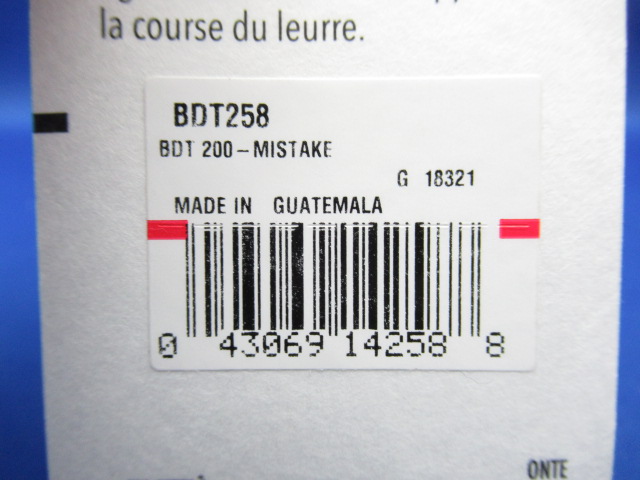 la course du leurre.
BDT258
BDT 200-MISTAKE
G 18321
MADE IN GUATEMALA
0 43069 14258 8
ONTE